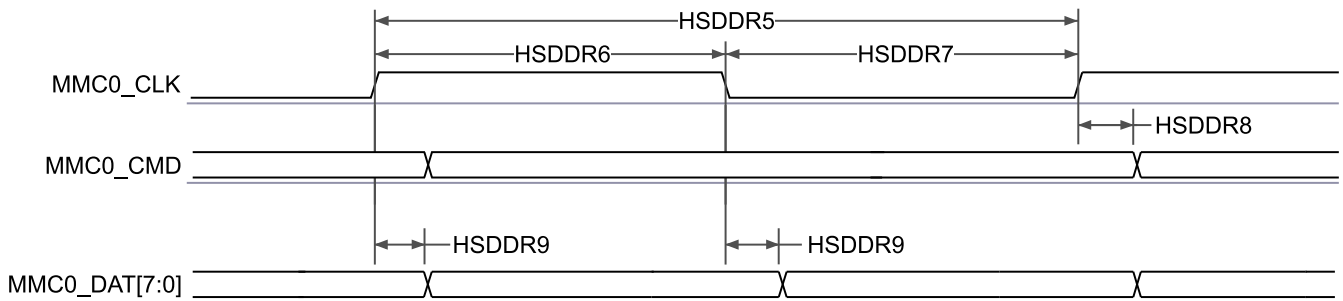 HSDDR5
HSDDR6 HSDDR7
MMC0_CLK
HSDDR8
MMC0_CMD
HSDDR9 HSDDR9
MMC0_DAT[7:0]